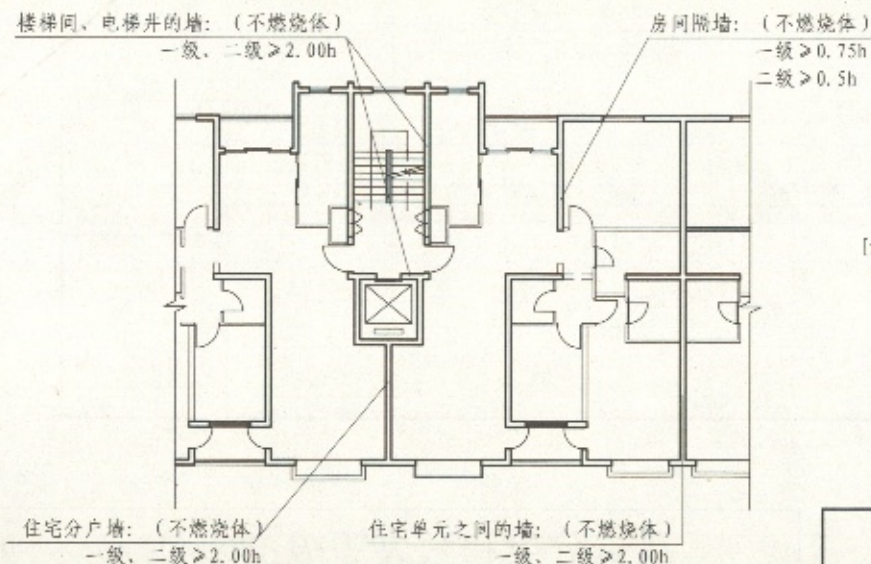 楼梯间、电梯井的墙：（不燃烧体）
一级、二级≥2.00h
房间隔墙：（不燃烧体）
一级≥0.75h
二级≥0.5h
住宅分户墙：（不燃烧体）
一级、二级≥2.00h
住宅单元之间的墙：（不燃烧体）
一级、二级≥2.00h